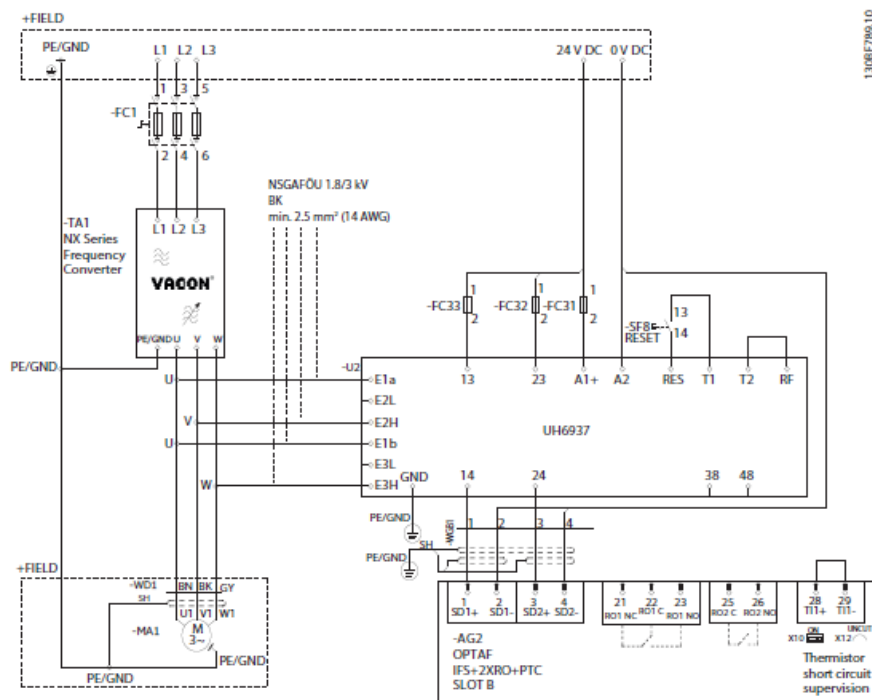 +FIELD
PE/GND
L1 L2 L3
24 V DC 0 V DC
130BF789.10
1 3 5
-FC1
2 4 6
NSGAFÖU 1.8/3 kV
BK
min. 2.5 mm² (14 AWG)
-TA1
NX Series
Frequency
Converter
L1 L2 L3
VACON®
PE/GND U V W
PE/GND
-FC33 1 2
-FC32 1 2
-FC31 1 2
-SF8
RESET
13
14
-U2
13 23 A1+ A2 RES T1 T2 RF
U E1a
E2L
V E2H
U E1b
E3L
W E3H
UH6937
GND 14 24 38 48
PE/GND
-WGB1
1 2 3 4
SH
PE/GND
+FIELD
-WD1 BN BK GY
SH
U1 V1 W1
-MA1
M
3~
PE/GND
PE/GND
1 2 3 4
SD1+ SD1- SD2+ SD2-
21 22 23
RO1 NC RO1 C RO1 NO
25 26
RO2 C RO2 NO
28 29
TI1+ TI1-
ON
X10
UNCUT
X12
-AG2
OPTAF
IFS+2XRO+PTC
SLOT B
Thermistor
short circuit
supervision